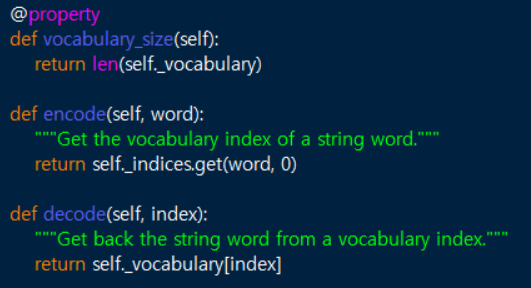 @property
def vocabulary_size(self):
    return len(self._vocabulary)

def encode(self, word):
    """Get the vocabulary index of a string word."""
    return self._indices.get(word, 0)

def decode(self, index):
    """Get back the string word from a vocabulary index."""
    return self._vocabulary[index]